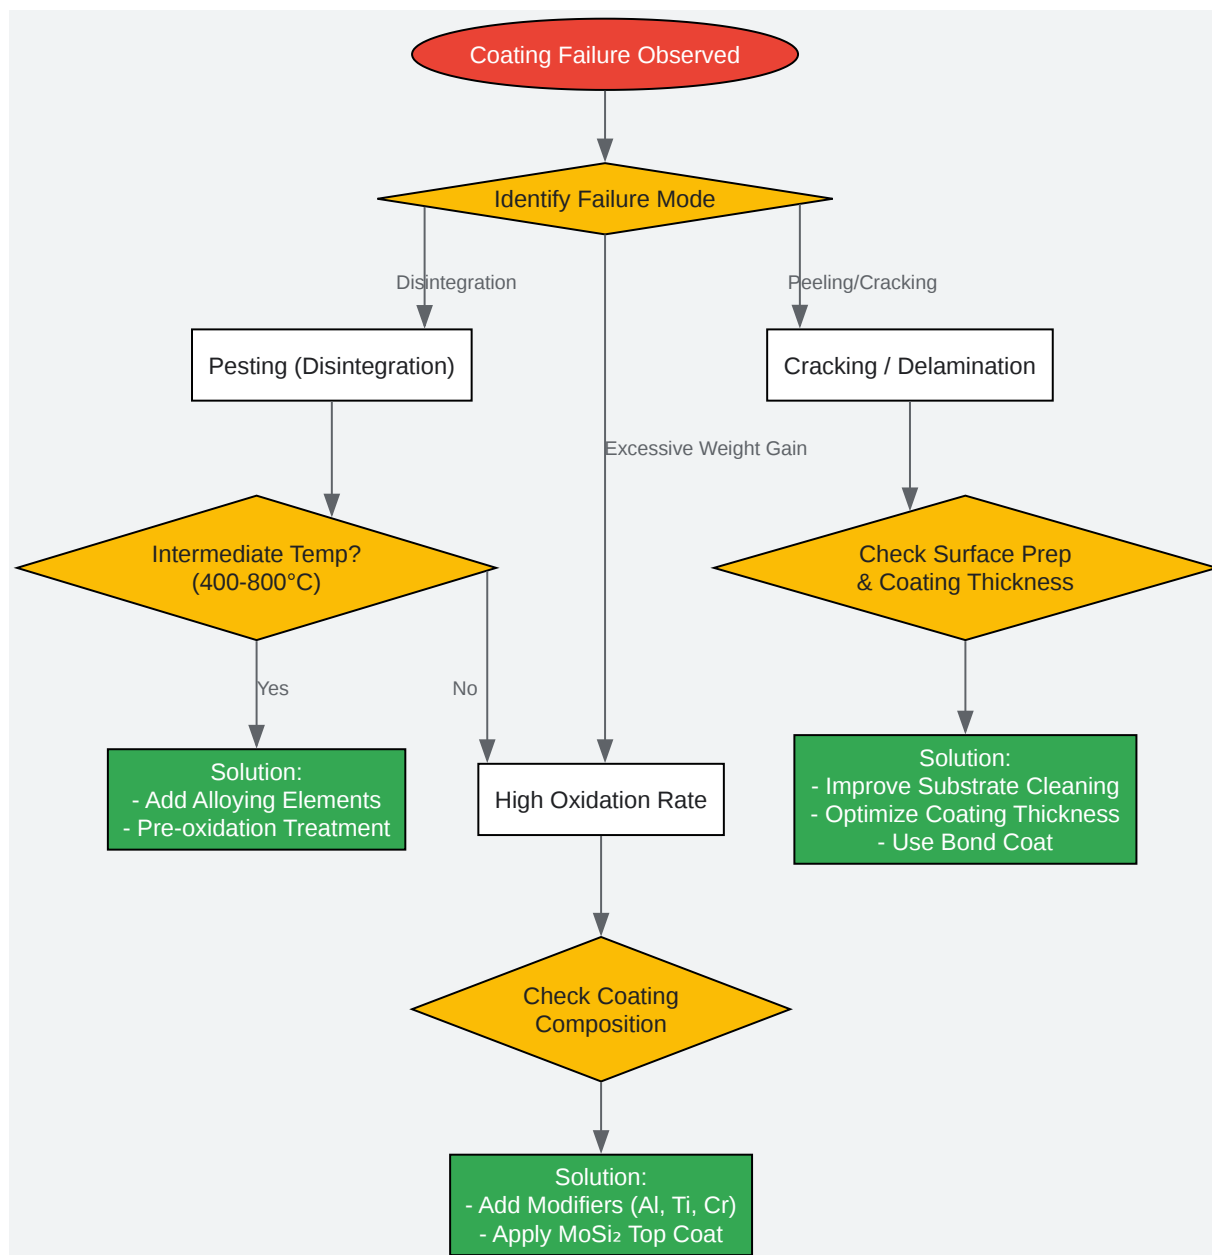 Coating Failure Observed
Identify Failure Mode
Disintegration
Peeling/Cracking
Pesting (Disintegration)
Cracking / Delamination
Excessive Weight Gain
Intermediate Temp?
(400-800°C)
Check Surface Prep
& Coating Thickness
Yes
No
Solution:
- Add Alloying Elements
- Pre-oxidation Treatment
High Oxidation Rate
Solution:
- Improve Substrate Cleaning
- Optimize Coating Thickness
- Use Bond Coat
Check Coating
Composition
Solution:
- Add Modifiers (Al, Ti, Cr)
- Apply MoSi₂ Top Coat